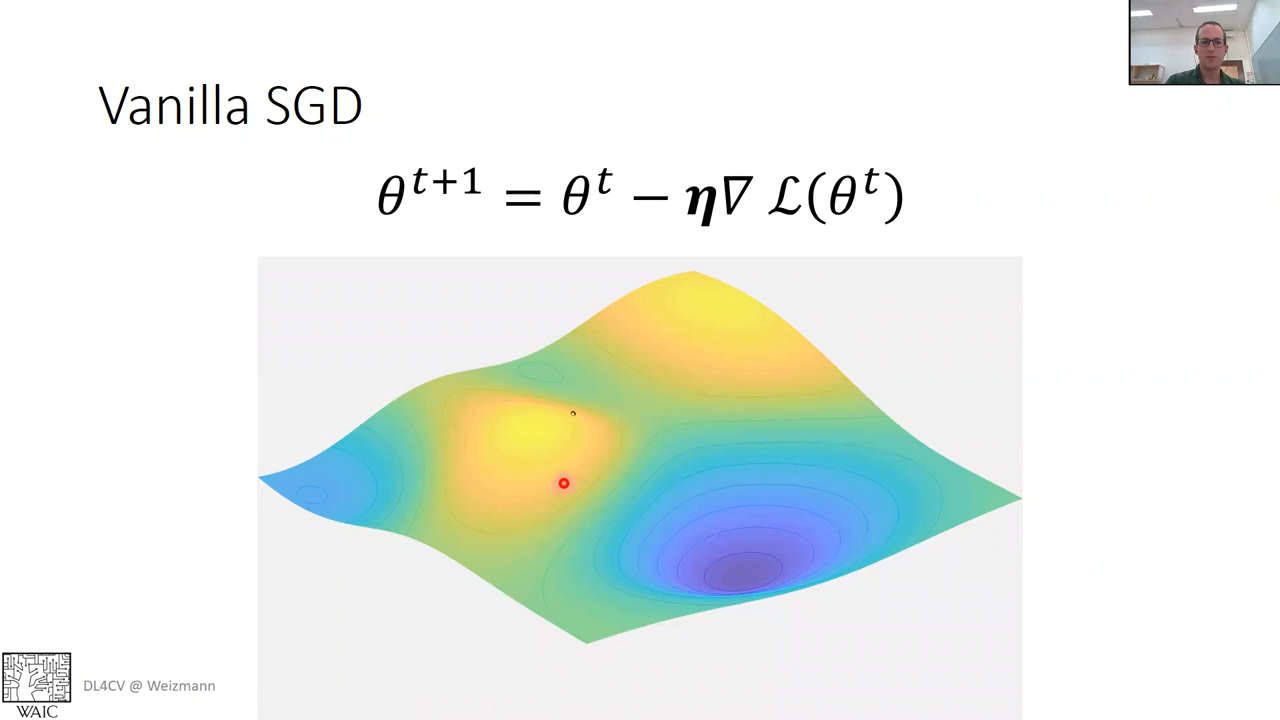 Vanilla SGD
θ^{t+1} = θ^t − η∇ ℒ(θ^t)
DL4CV @ Weizmann
WAIC